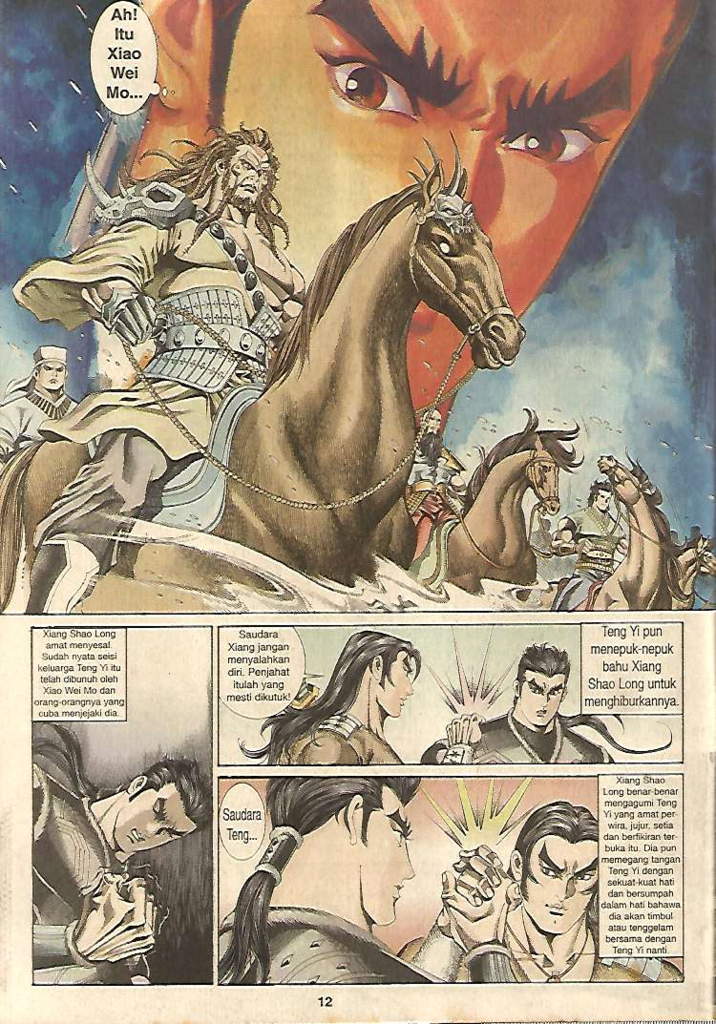 Ah!
Itu
Xiao
Wei
Mo...
Xiang Shao Long
amat menyesal.
Sudah nyata seisi
keluarga Teng Yi itu
telah dibunuh oleh
Xiao Wei Mo dan
orang-orangnya yang
cuba menjejaki dia.
Saudara
Xiang jangan
menyalahkan
diri. Penjahat
itulah yang
mesti dikutuk!
Teng Yi pun
menepuk-nepuk
bahu Xiang
Shao Long untuk
menghiburkannya.
Saudara
Teng...
Xiang Shao
Long benar-benar
mengagumi Teng
Yi yang amat per-
wira, jujur, setia
dan berfikiran ter-
buka itu. Dia pun
memegang tangan
Teng Yi dengan
sekuat-kuat hati
dan bersumpah
dalam hati bahawa
dia akan timbul
atau tenggelam
bersama dengan
Teng Yi nanti.
12